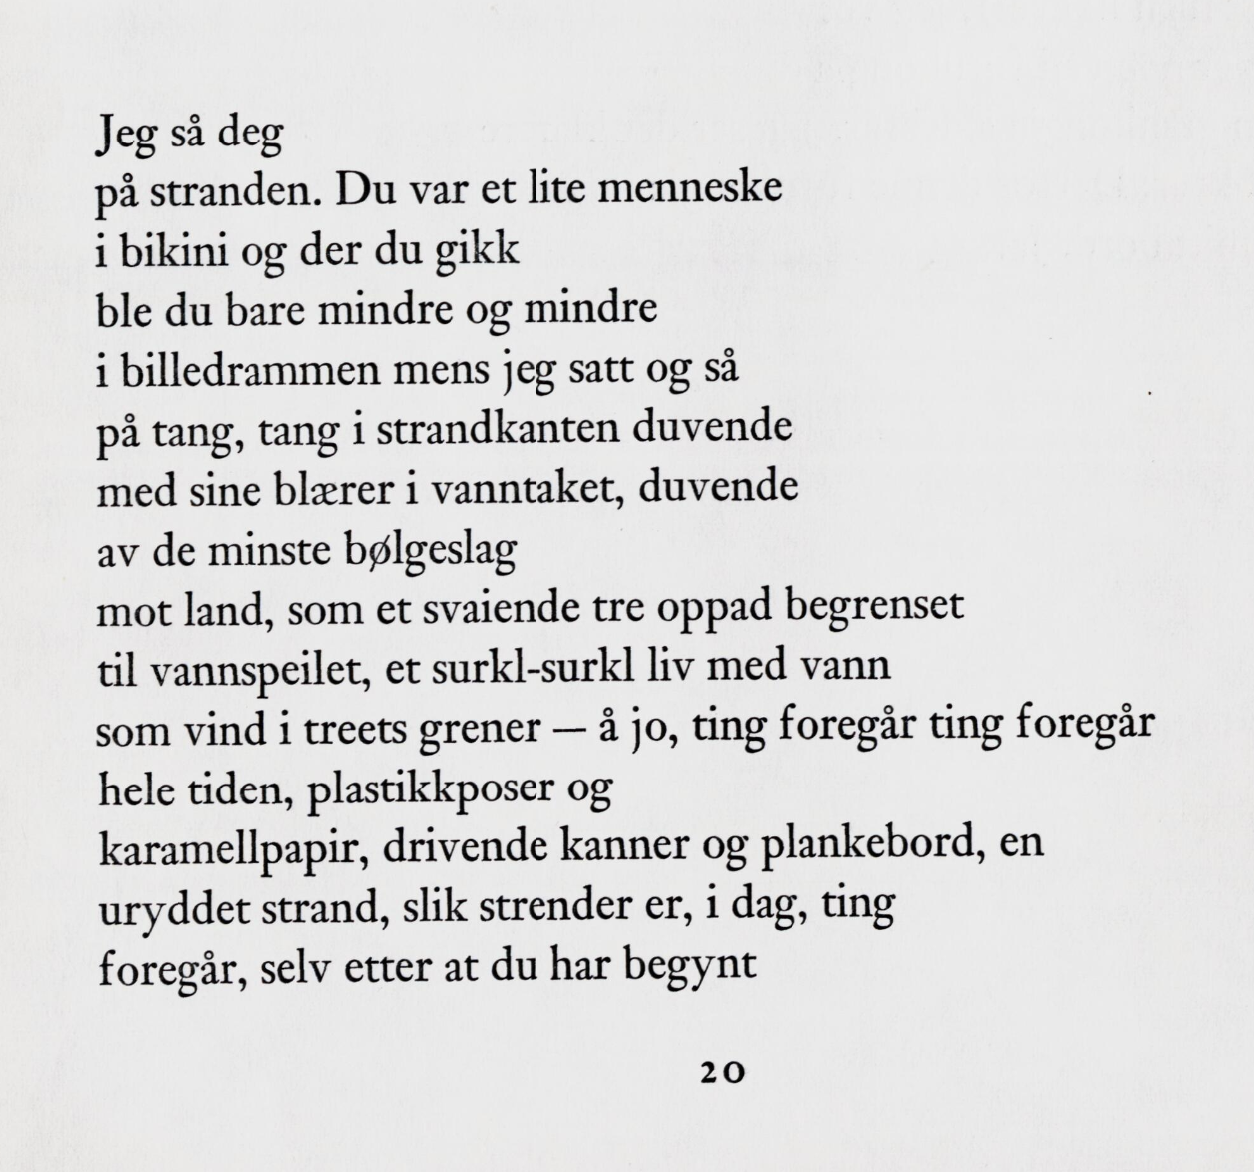 Jeg så deg
på stranden. Du var et lite menneske
i bikini og der du gikk
ble du bare mindre og mindre
i billedrammen mens jeg satt og så
på tang, tang i strandkanten duvende
med sine blærer i vanntaket, duvende
av de minste bølgeslag
mot land, som et svaiende tre oppad begrenset
til vannspeilet, et surkl-surkl liv med vann
som vind i treets grener — å jo, ting foregår ting foregår
hele tiden, plastikkposer og
karamellpapir, drivende kanner og plankebord, en
uryddet strand, slik strender er, i dag, ting
foregår, selv etter at du har begynt
20